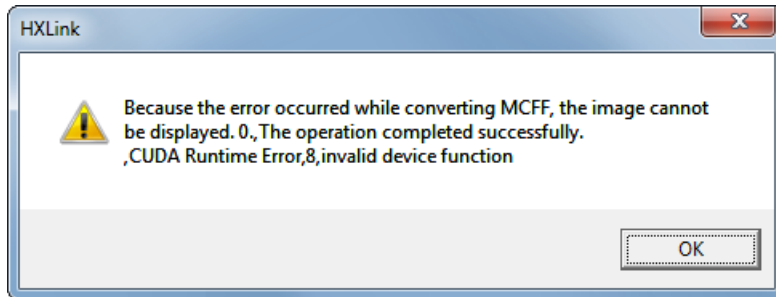 HXLink
Because the error occurred while converting MCFF, the image cannot
be displayed. 0.,The operation completed successfully.
,CUDA Runtime Error,8,invalid device function
OK